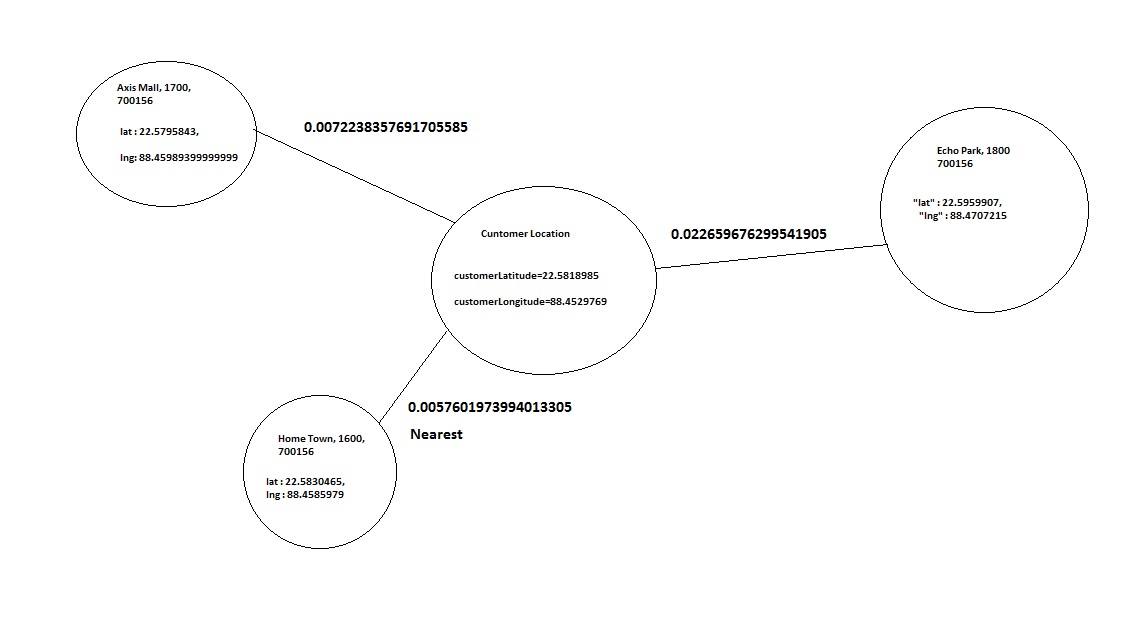 Axis Mall, 1700,
700156
lat : 22.5795843,
lng: 88.45989399999999
0.0072238357691705585
Echo Park, 1800
700156
"lat" : 22.5959907,
"lng" : 88.4707215
Cuntomer Location
customerLatitude=22.5818985
customerLongitude=88.4529769
0.022659676299541905
0.0057601973994013305
Nearest
Home Town, 1600,
700156
lat : 22.5830465,
lng : 88.4585979